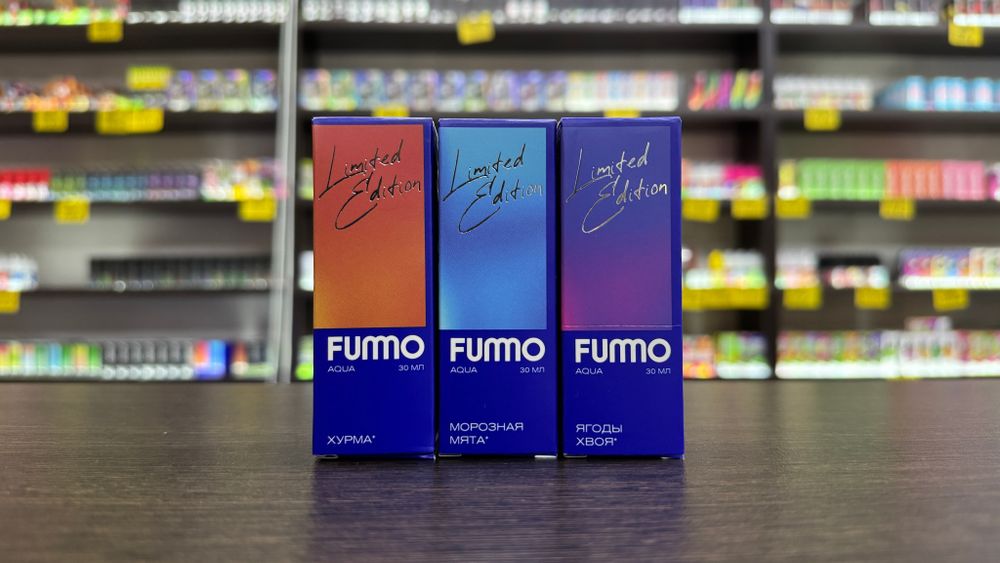 Limited
Edition
FUMMO
AQUA 30 МЛ
ХУРМА*
Limited
Edition
FUMMO
AQUA 30 МЛ
МОРОЗНАЯ
МЯТА*
Limited
Edition
FUMMO
AQUA 30 МЛ
ЯГОДЫ
ХВОЯ*